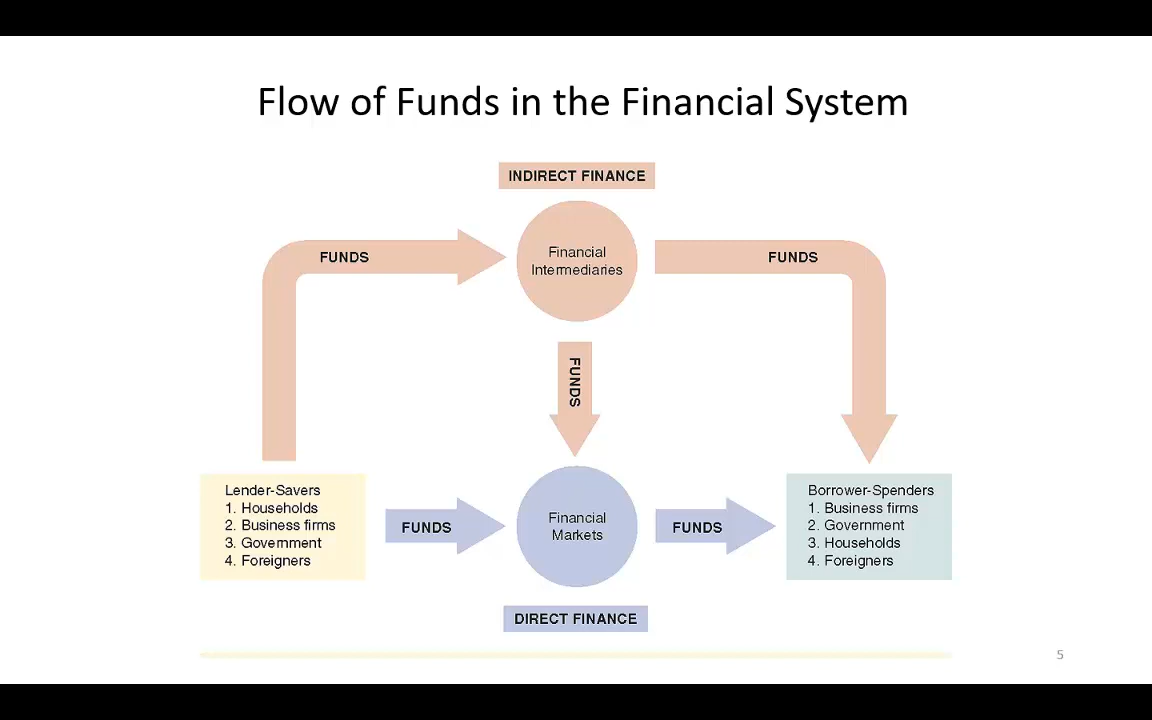 Flow of Funds in the Financial System
INDIRECT FINANCE
FUNDS
Financial
Intermediaries
FUNDS
FUNDS
Lender-Savers
1. Households
2. Business firms
3. Government
4. Foreigners
FUNDS
Financial
Markets
FUNDS
Borrower-Spenders
1. Business firms
2. Government
3. Households
4. Foreigners
DIRECT FINANCE
5